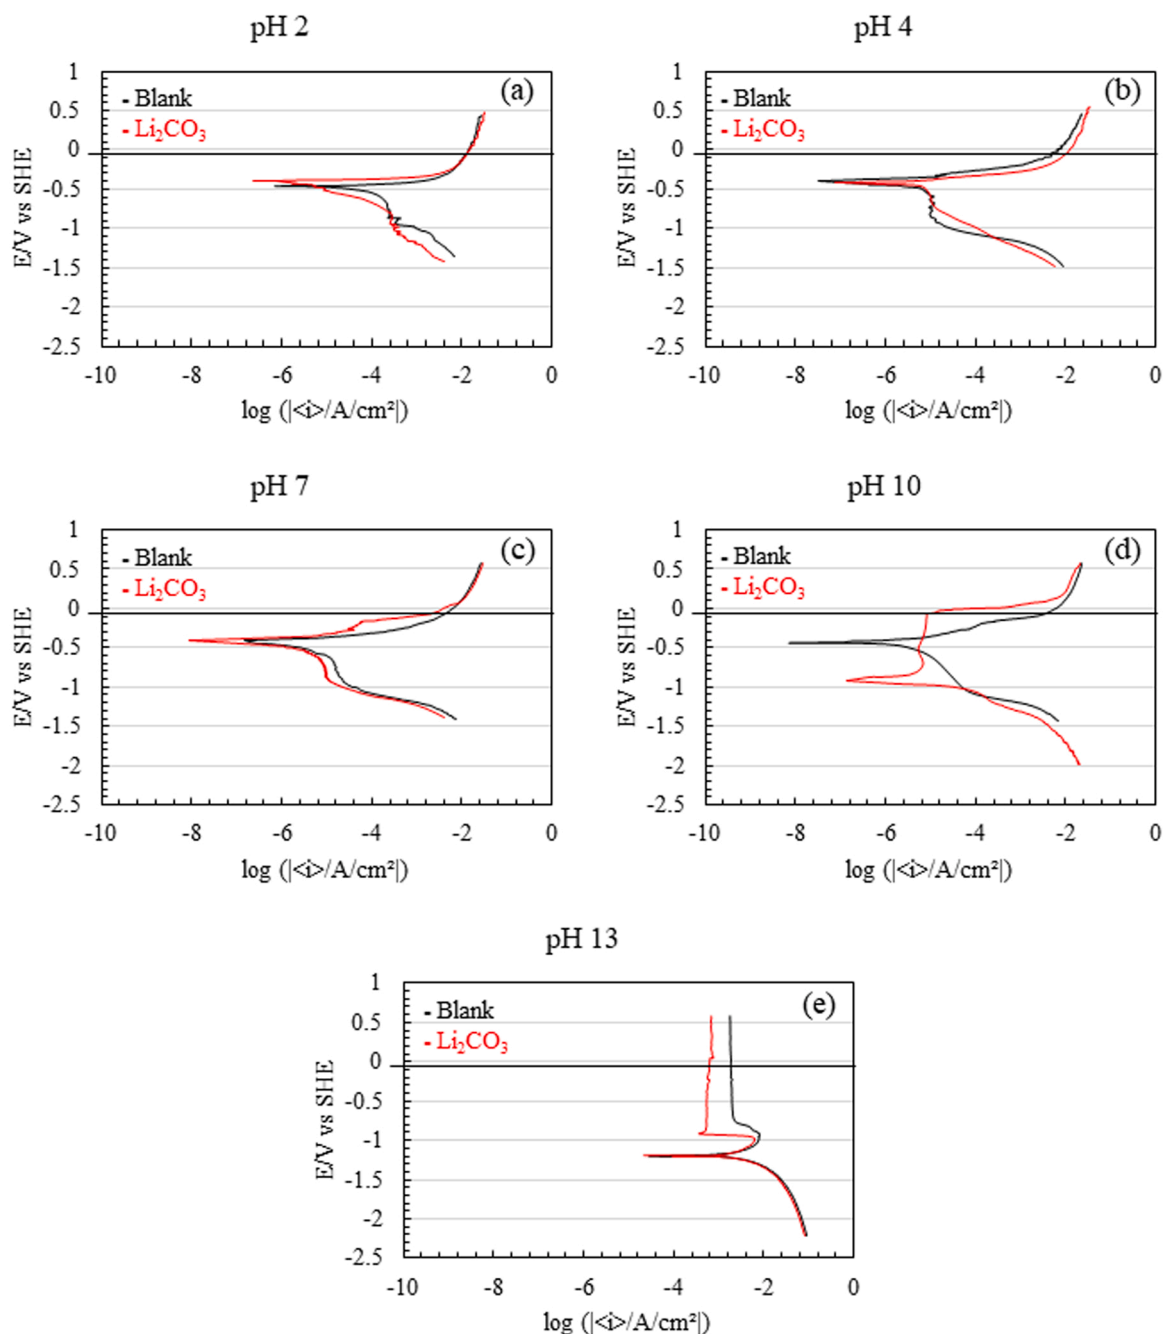 pH 2
pH 4
(a)
Blank
Li₂CO₃
1
0.5
0
-0.5
-1
-1.5
-2
-2.5
E/V vs SHE
-10
-8
-6
-4
-2
0
log (|<i>/A/cm²|)
(b)
Blank
Li₂CO₃
1
0.5
0
-0.5
-1
-1.5
-2
-2.5
E/V vs SHE
-10
-8
-6
-4
-2
0
log (|<i>/A/cm²|)
pH 7
pH 10
(c)
Blank
Li₂CO₃
1
0.5
0
-0.5
-1
-1.5
-2
-2.5
E/V vs SHE
-10
-8
-6
-4
-2
0
log (|<i>/A/cm²|)
(d)
Blank
Li₂CO₃
1
0.5
0
-0.5
-1
-1.5
-2
-2.5
E/V vs SHE
-10
-8
-6
-4
-2
0
log (|<i>/A/cm²|)
pH 13
(e)
Blank
Li₂CO₃
1
0.5
0
-0.5
-1
-1.5
-2
-2.5
E/V vs SHE
-10
-8
-6
-4
-2
0
log (|<i>/A/cm²|)